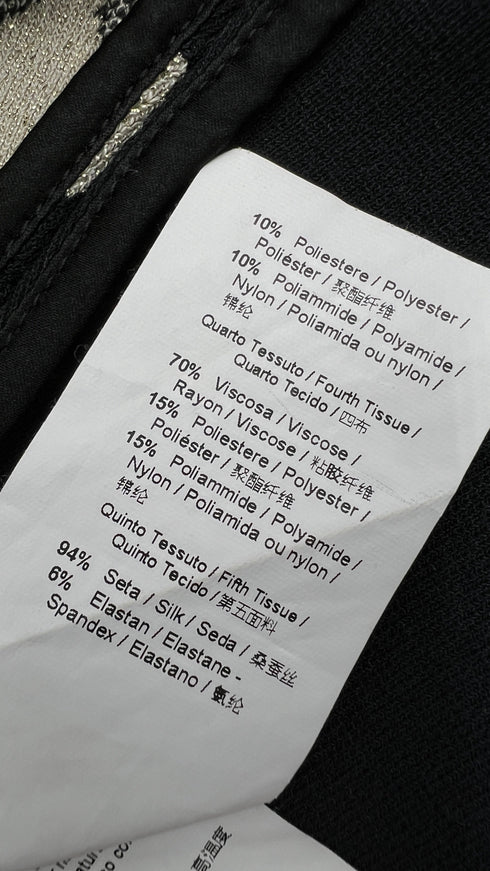 10% Poliestere / Polyester /
Poliéster / 聚酯纤维
10% Poliammide / Polyamide /
Nylon / Poliamida ou nylon /
锦纶
Quarto Tessuto / Fourth Tissue /
Quarto Tecido / 四布
70% Viscosa / Viscose /
Rayon / Viscose / 粘胶纤维
15% Poliestere / Polyester /
Poliéster / 聚酯纤维
15% Poliammide / Polyamide /
Nylon / Poliamida ou nylon /
锦纶
Quinto Tessuto / Fifth Tissue /
Quinto Tecido / 第五面料
94% Seta / Silk / Seda / 桑蚕丝
6% Elastan / Elastane -
Spandex / Elastano / 氨纶
高温度